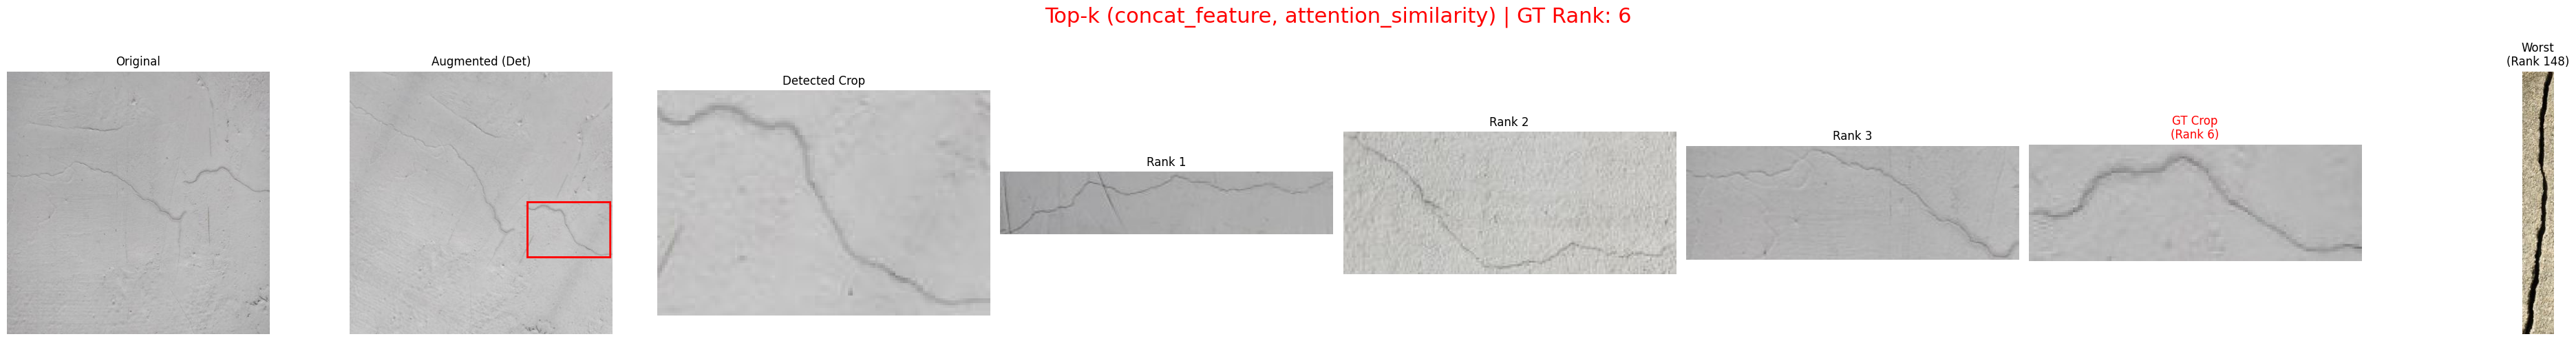 Top-k (concat_feature, attention_similarity) | GT Rank: 6
Original
Augmented (Det)
Detected Crop
Rank 1
Rank 2
Rank 3
GT Crop
(Rank 6)
Worst
(Rank 148)